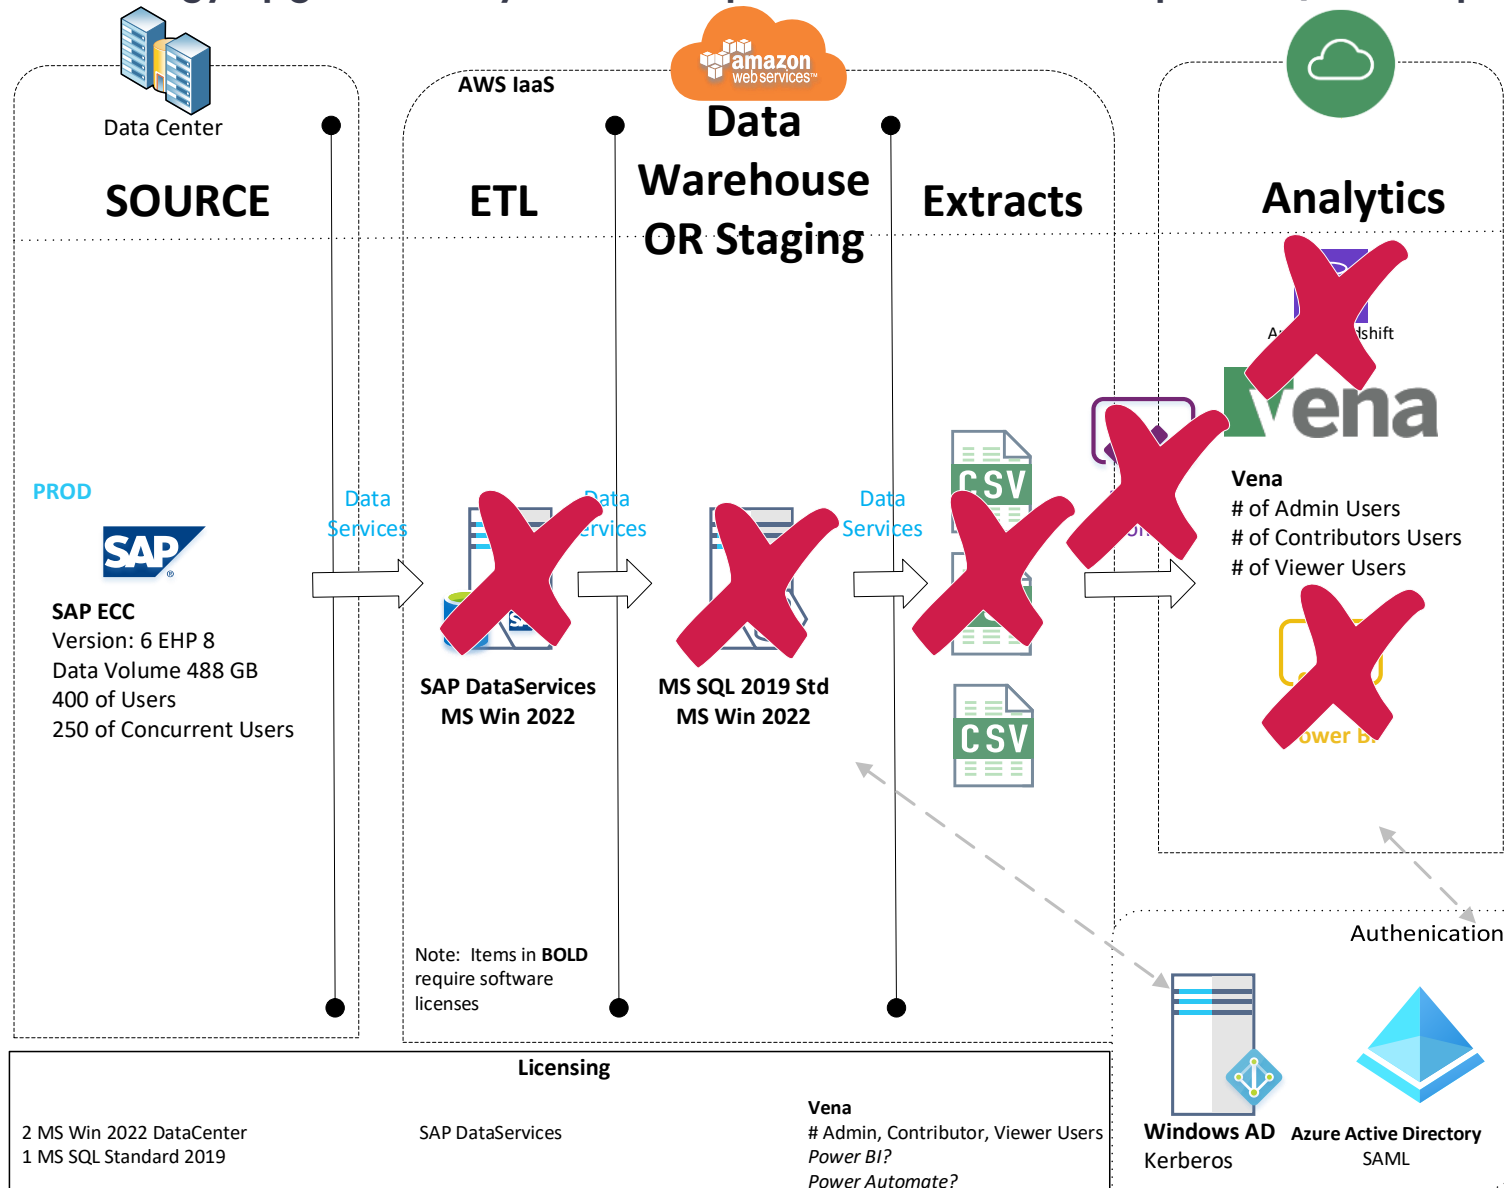 Data Center
SOURCE
PROD
SAP
®
SAP ECC
Version: 6 EHP 8
Data Volume 488 GB
400 of Users
250 of Concurrent Users
AWS IaaS
ETL
Data
Services
SAP DataServices
MS Win 2022
Note: Items in BOLD
require software
licenses
amazon
webservices™
Data
Warehouse
OR Staging
Data
MS SQL 2019 Std
MS Win 2022
Extracts
Data
Services
CSV
CSV
Analytics
Vena
Vena
# of Admin Users
# of Contributors Users
# of Viewer Users
Authenication
Windows AD
Kerberos
Azure Active Directory
SAML
Licensing
2 MS Win 2022 DataCenter
1 MS SQL Standard 2019
SAP DataServices
Vena
# Admin, Contributor, Viewer Users
Power BI?
Power Automate?